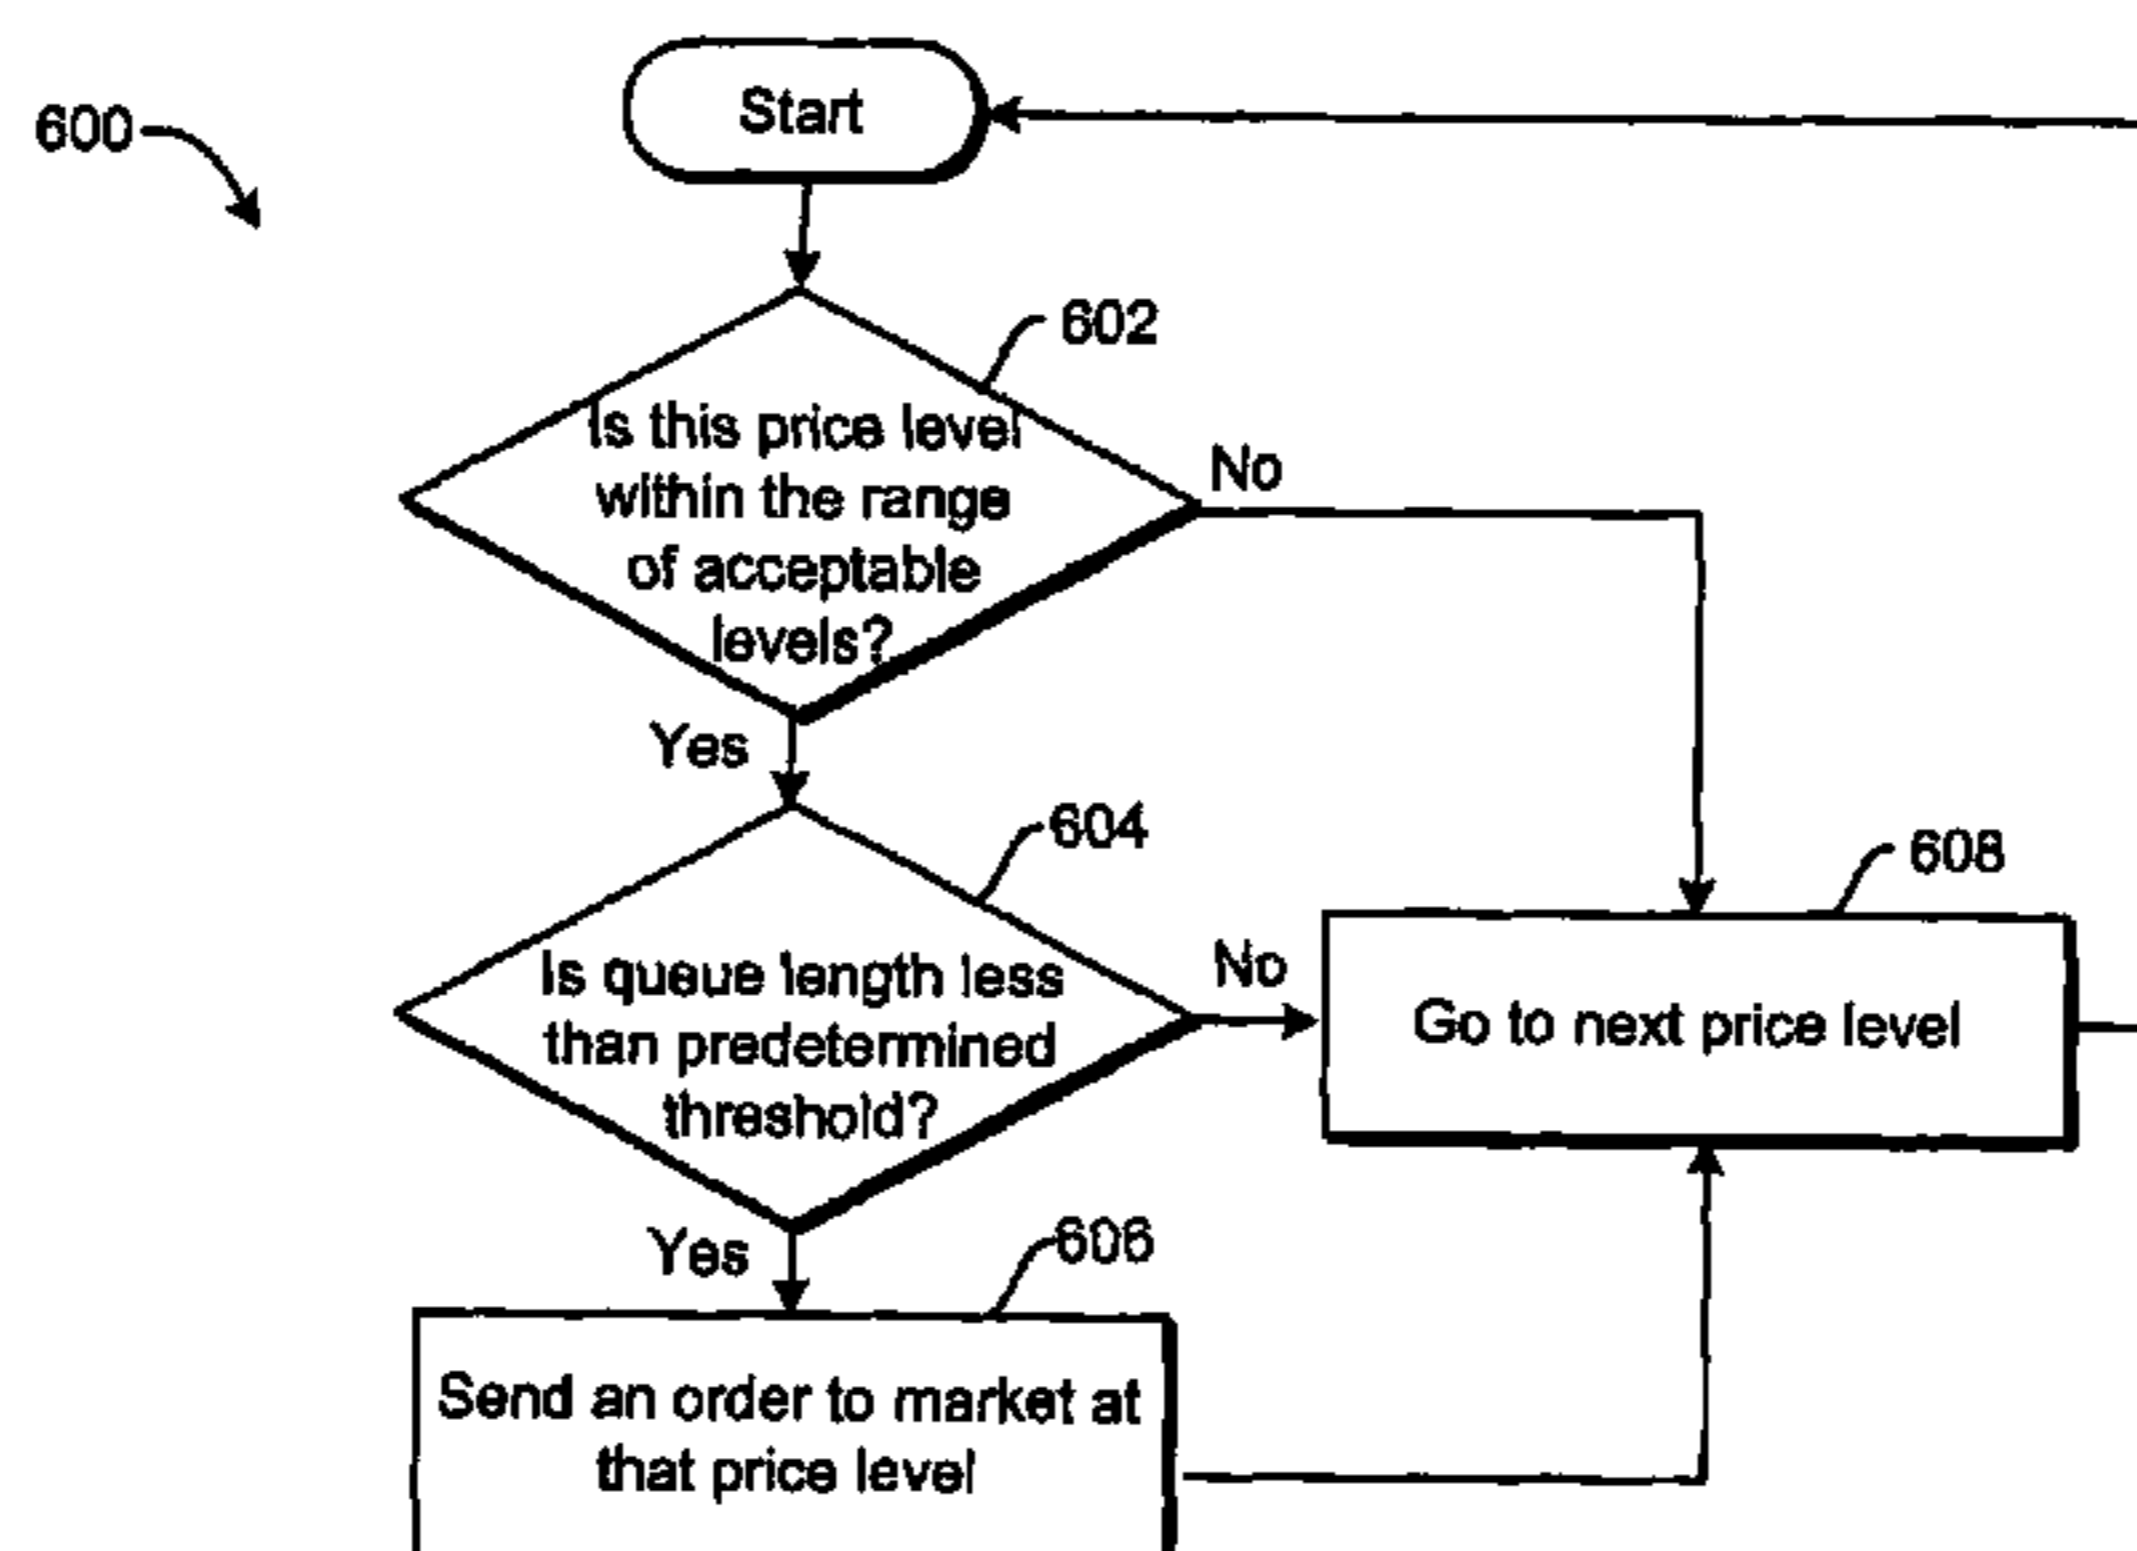 600
Start
602
Is this price level
within the range
of acceptable
levels?
No
Yes
604
608
Is queue length less
than predetermined
threshold?
No
Go to next price level
Yes
606
Send an order to market at
that price level